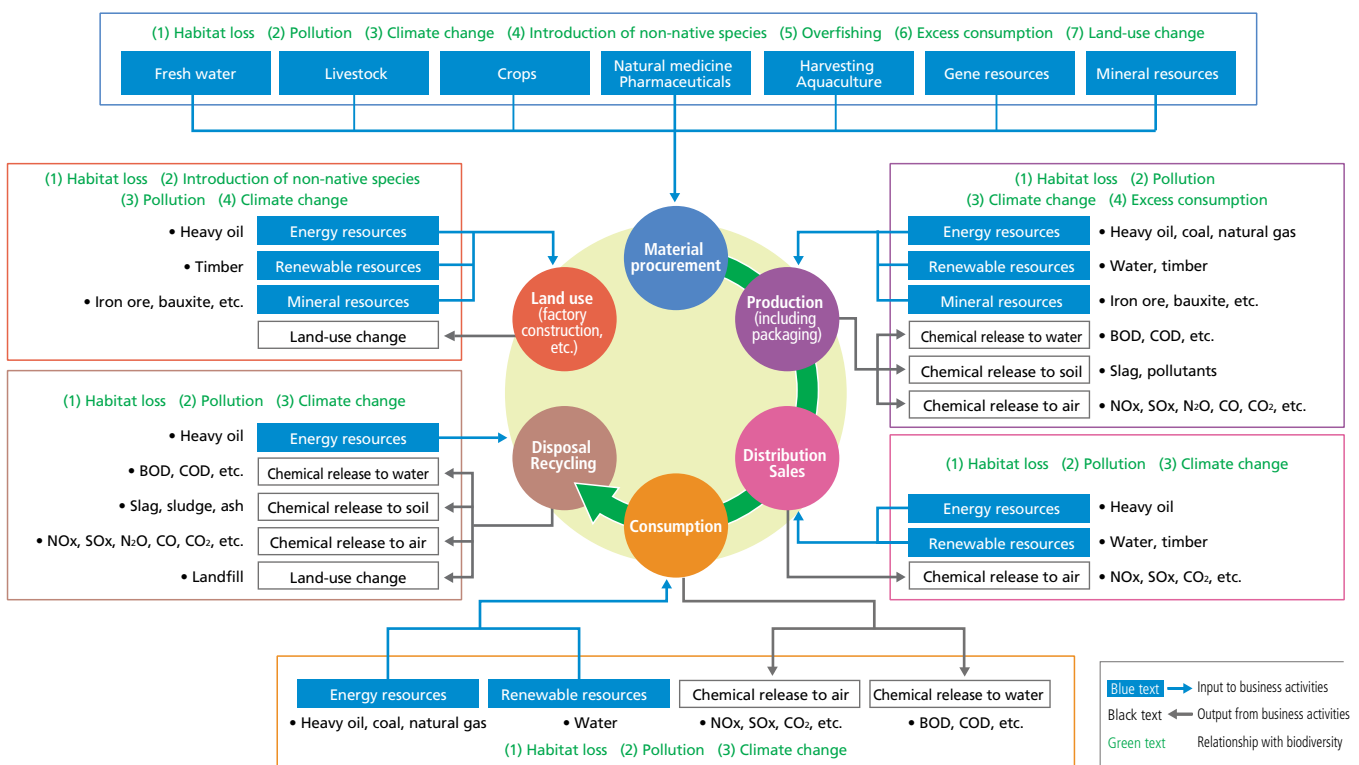 (1) Habitat loss (2) Pollution (3) Climate change (4) Introduction of non-native species (5) Overfishing (6) Excess consumption (7) Land-use change
Fresh water
Livestock
Crops
Natural medicine
Pharmaceuticals
Harvesting
Aquaculture
Gene resources
Mineral resources
(1) Habitat loss (2) Introduction of non-native species
(3) Pollution (4) Climate change
• Heavy oil
Energy resources
• Timber
Renewable resources
• Iron ore, bauxite, etc.
Mineral resources
Land-use change
Material
procurement
Land use
(factory
construction,
etc.)
Production
(including
packaging)
Disposal
Recycling
Distribution
Sales
Consumption
(1) Habitat loss (2) Pollution
(3) Climate change (4) Excess consumption
Energy resources
• Heavy oil, coal, natural gas
Renewable resources
• Water, timber
Mineral resources
• Iron ore, bauxite, etc.
Chemical release to water
• BOD, COD, etc.
Chemical release to soil
• Slag, pollutants
Chemical release to air
• NOx, SOx, N2O, CO, CO2, etc.
(1) Habitat loss (2) Pollution (3) Climate change
• Heavy oil
Energy resources
• BOD, COD, etc.
Chemical release to water
• Slag, sludge, ash
Chemical release to soil
• NOx, SOx, N2O, CO, CO2, etc.
Chemical release to air
• Landfill
Land-use change
(1) Habitat loss (2) Pollution (3) Climate change
Energy resources
• Heavy oil
Renewable resources
• Water, timber
Chemical release to air
• NOx, SOx, CO2, etc.
Energy resources
• Heavy oil, coal, natural gas
Renewable resources
• Water
Chemical release to air
• NOx, SOx, CO2, etc.
Chemical release to water
• BOD, COD, etc.
(1) Habitat loss (2) Pollution (3) Climate change
Blue text Input to business activities
Black text Output from business activities
Green text Relationship with biodiversity